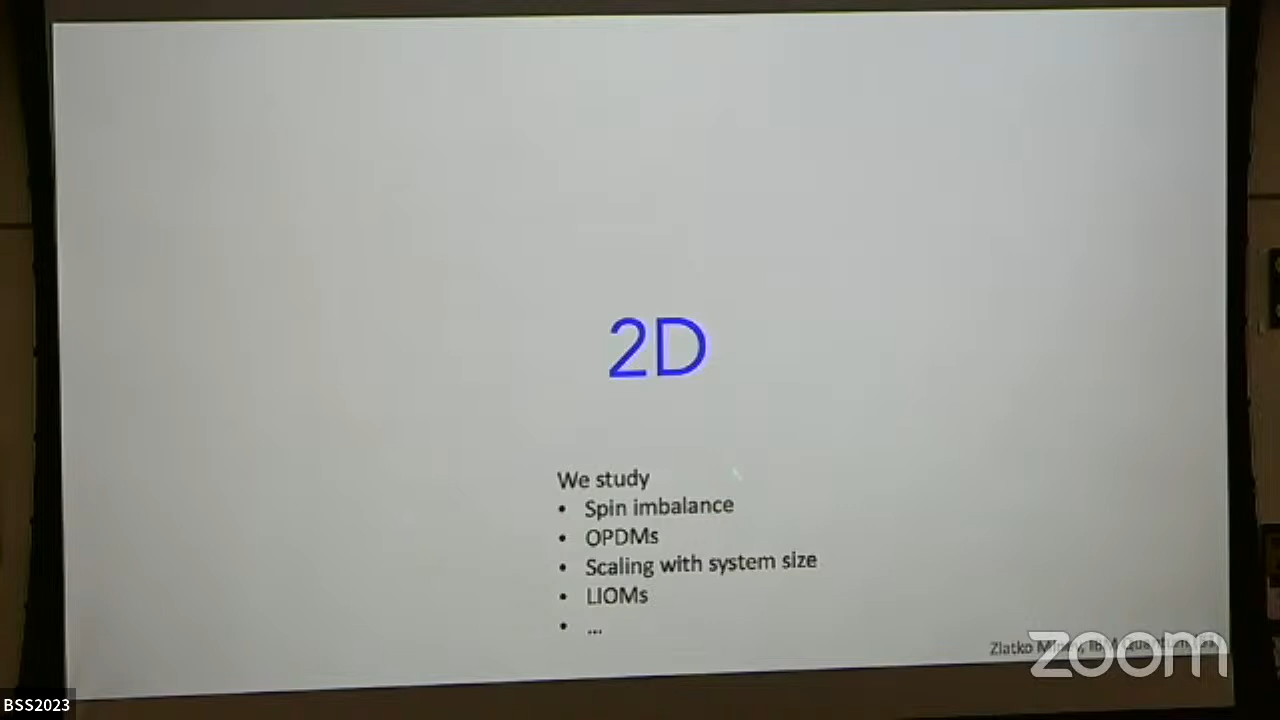 2D
We study
• Spin imbalance
• OPDMs
• Scaling with system size
• LIOMs
• ...
Zlatko
zoom
BSS2023